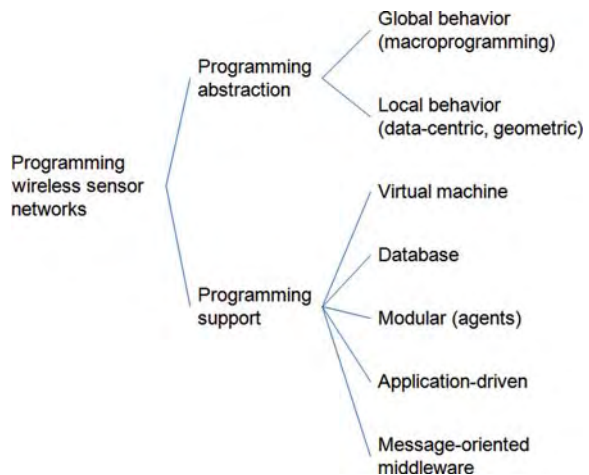 Programming
wireless sensor
networks
Programming
abstraction
Global behavior
(macroprogramming)
Local behavior
(data-centric, geometric)
Programming
support
Virtual machine
Database
Modular (agents)
Application-driven
Message-oriented
middleware